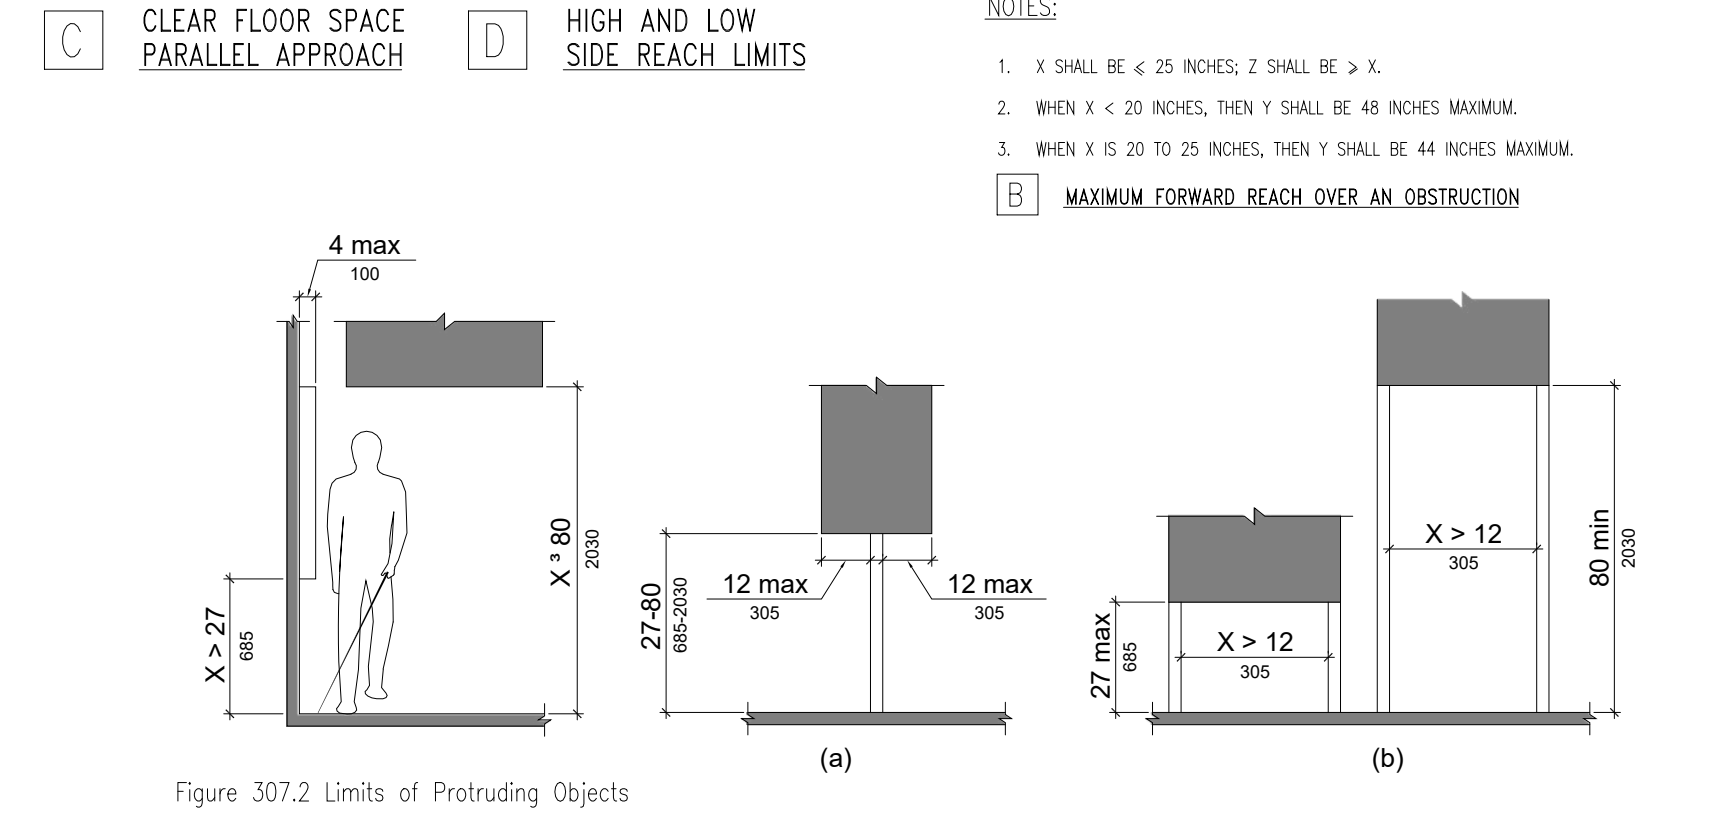 C
CLEAR FLOOR SPACE
PARALLEL APPROACH
D
HIGH AND LOW
SIDE REACH LIMITS
NOTES:
1. X SHALL BE ⩽ 25 INCHES; Z SHALL BE ⩾ X.
2. WHEN X < 20 INCHES, THEN Y SHALL BE 48 INCHES MAXIMUM.
3. WHEN X IS 20 TO 25 INCHES, THEN Y SHALL BE 44 INCHES MAXIMUM.
B
MAXIMUM FORWARD REACH OVER AN OBSTRUCTION
4 max
100
X > 27
685
X ³ 80
2030
Figure 307.2 Limits of Protruding Objects
27-80
685-2030
12 max
305
12 max
305
(a)
27 max
685
X > 12
305
X > 12
305
80 min
2030
(b)